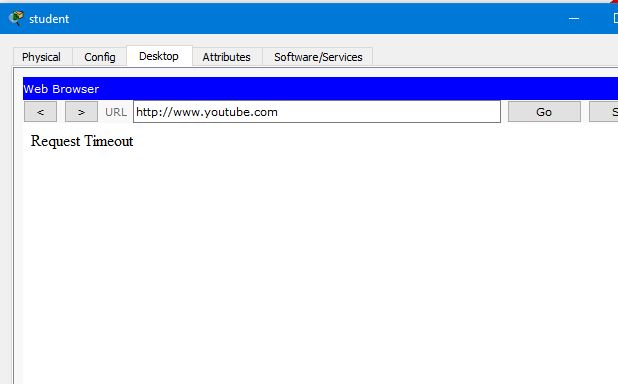 student
Physical Config Desktop Attributes Software/Services
Web Browser
< > URL http://www.youtube.com Go S
Request Timeout